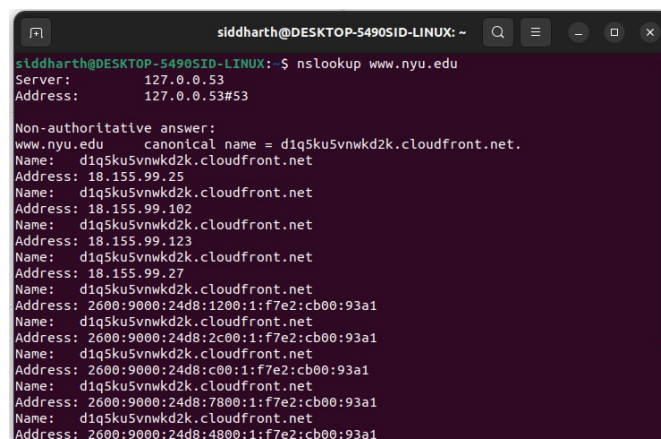 siddharth@DESKTOP-5490SID-LINUX: ~
siddharth@DESKTOP-5490SID-LINUX:~$ nslookup www.nyu.edu
Server: 127.0.0.53
Address: 127.0.0.53#53
Non-authoritative answer:
www.nyu.edu canonical name = d1q5ku5vnwkd2k.cloudfront.net.
Name: d1q5ku5vnwkd2k.cloudfront.net
Address: 18.155.99.25
Name: d1q5ku5vnwkd2k.cloudfront.net
Address: 18.155.99.102
Name: d1q5ku5vnwkd2k.cloudfront.net
Address: 18.155.99.123
Name: d1q5ku5vnwkd2k.cloudfront.net
Address: 18.155.99.27
Name: d1q5ku5vnwkd2k.cloudfront.net
Address: 2600:9000:24d8:1200:1:f7e2:cb00:93a1
Name: d1q5ku5vnwkd2k.cloudfront.net
Address: 2600:9000:24d8:2c00:1:f7e2:cb00:93a1
Name: d1q5ku5vnwkd2k.cloudfront.net
Address: 2600:9000:24d8:c00:1:f7e2:cb00:93a1
Name: d1q5ku5vnwkd2k.cloudfront.net
Address: 2600:9000:24d8:7800:1:f7e2:cb00:93a1
Name: d1q5ku5vnwkd2k.cloudfront.net
Address: 2600:9000:24d8:4800:1:f7e2:cb00:93a1